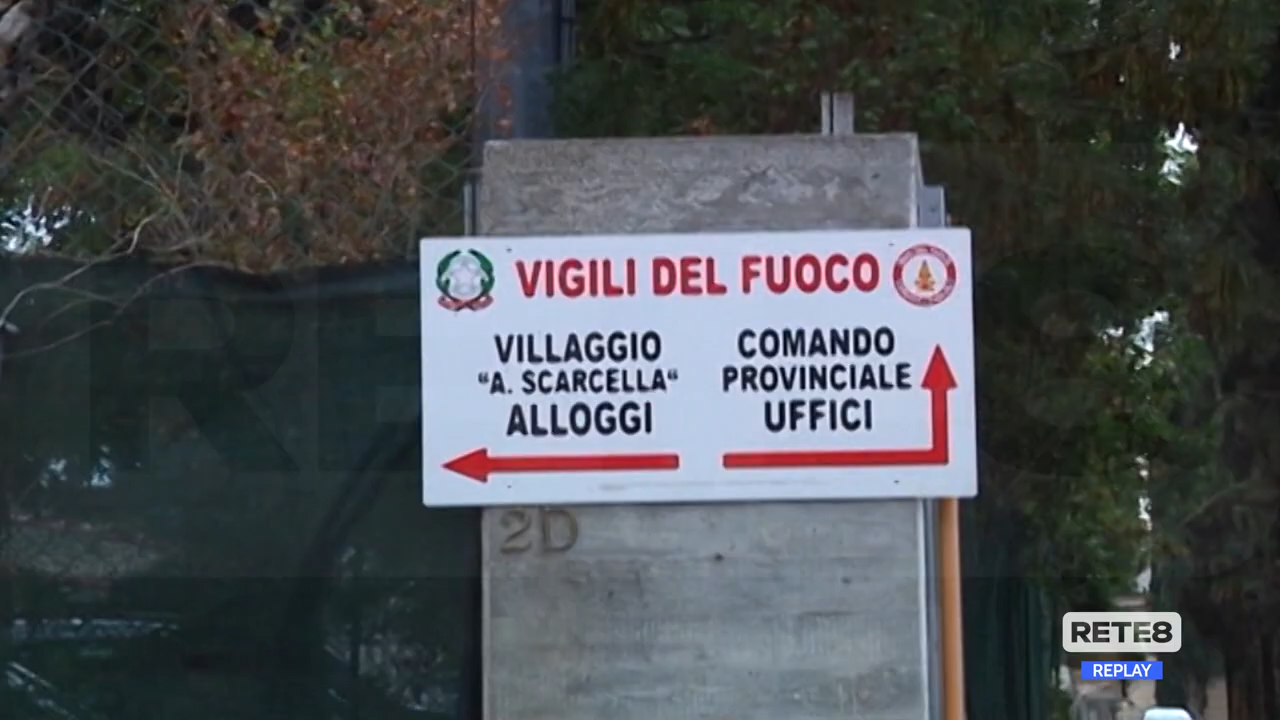 VIGILI DEL FUOCO
VILLAGGIO
“A. SCARCELLA“
ALLOGGI
COMANDO
PROVINCIALE
UFFICI
2D
RETE8
REPLAY